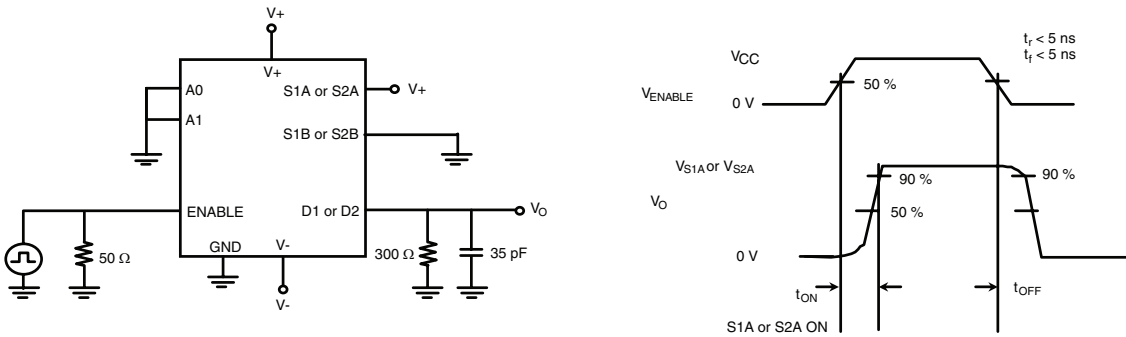 V+
V+
A0
A1
S1A or S2A
V+
S1B or S2B
ENABLE
D1 or D2
VO
GND
V-
50 Ω
300 Ω
35 pF
V-
tr < 5 ns
tf < 5 ns
VCC
50 %
VENABLE
0 V
VS1A or VS2A
90 %
90 %
VO
50 %
0 V
tON
tOFF
S1A or S2A ON